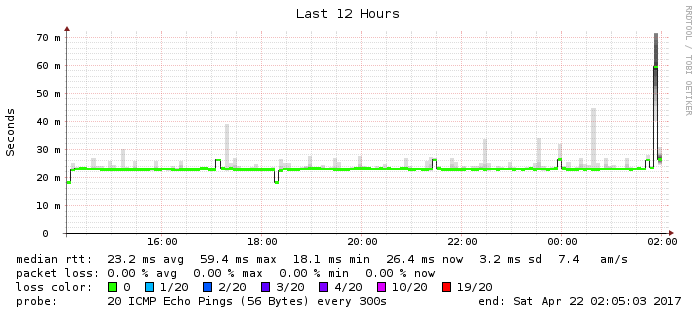 Last 12 Hours
RRDTOOL / TOBI OETIKER
Seconds
70 m
60 m
50 m
40 m
30 m
20 m
10 m
0
16:00 18:00 20:00 22:00 00:00 02:00
median rtt: 23.2 ms avg 59.4 ms max 18.1 ms min 26.4 ms now 3.2 ms sd 7.4 am/s
packet loss: 0.00 % avg 0.00 % max 0.00 % min 0.00 % now
loss color: 0 1/20 2/20 3/20 4/20 10/20 19/20
probe: 20 ICMP Echo Pings (56 Bytes) every 300s end: Sat Apr 22 02:05:03 2017